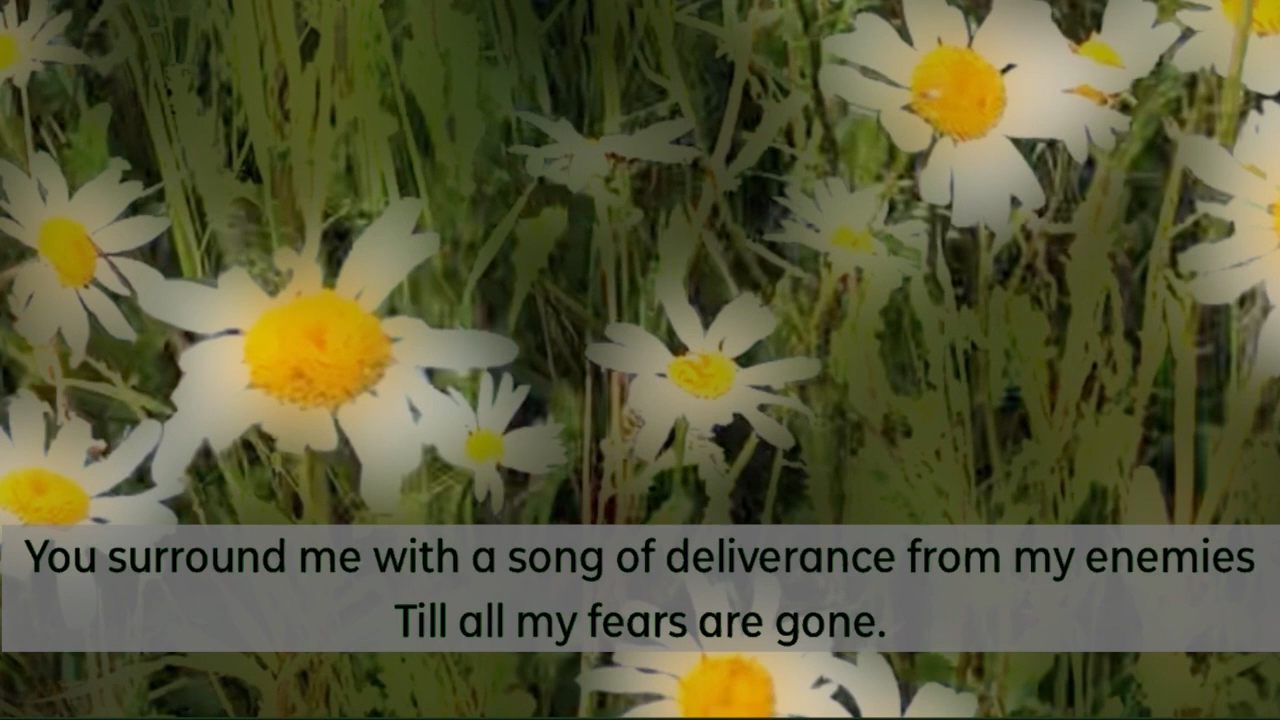 You surround me with a song of deliverance from my enemies
Till all my fears are gone.